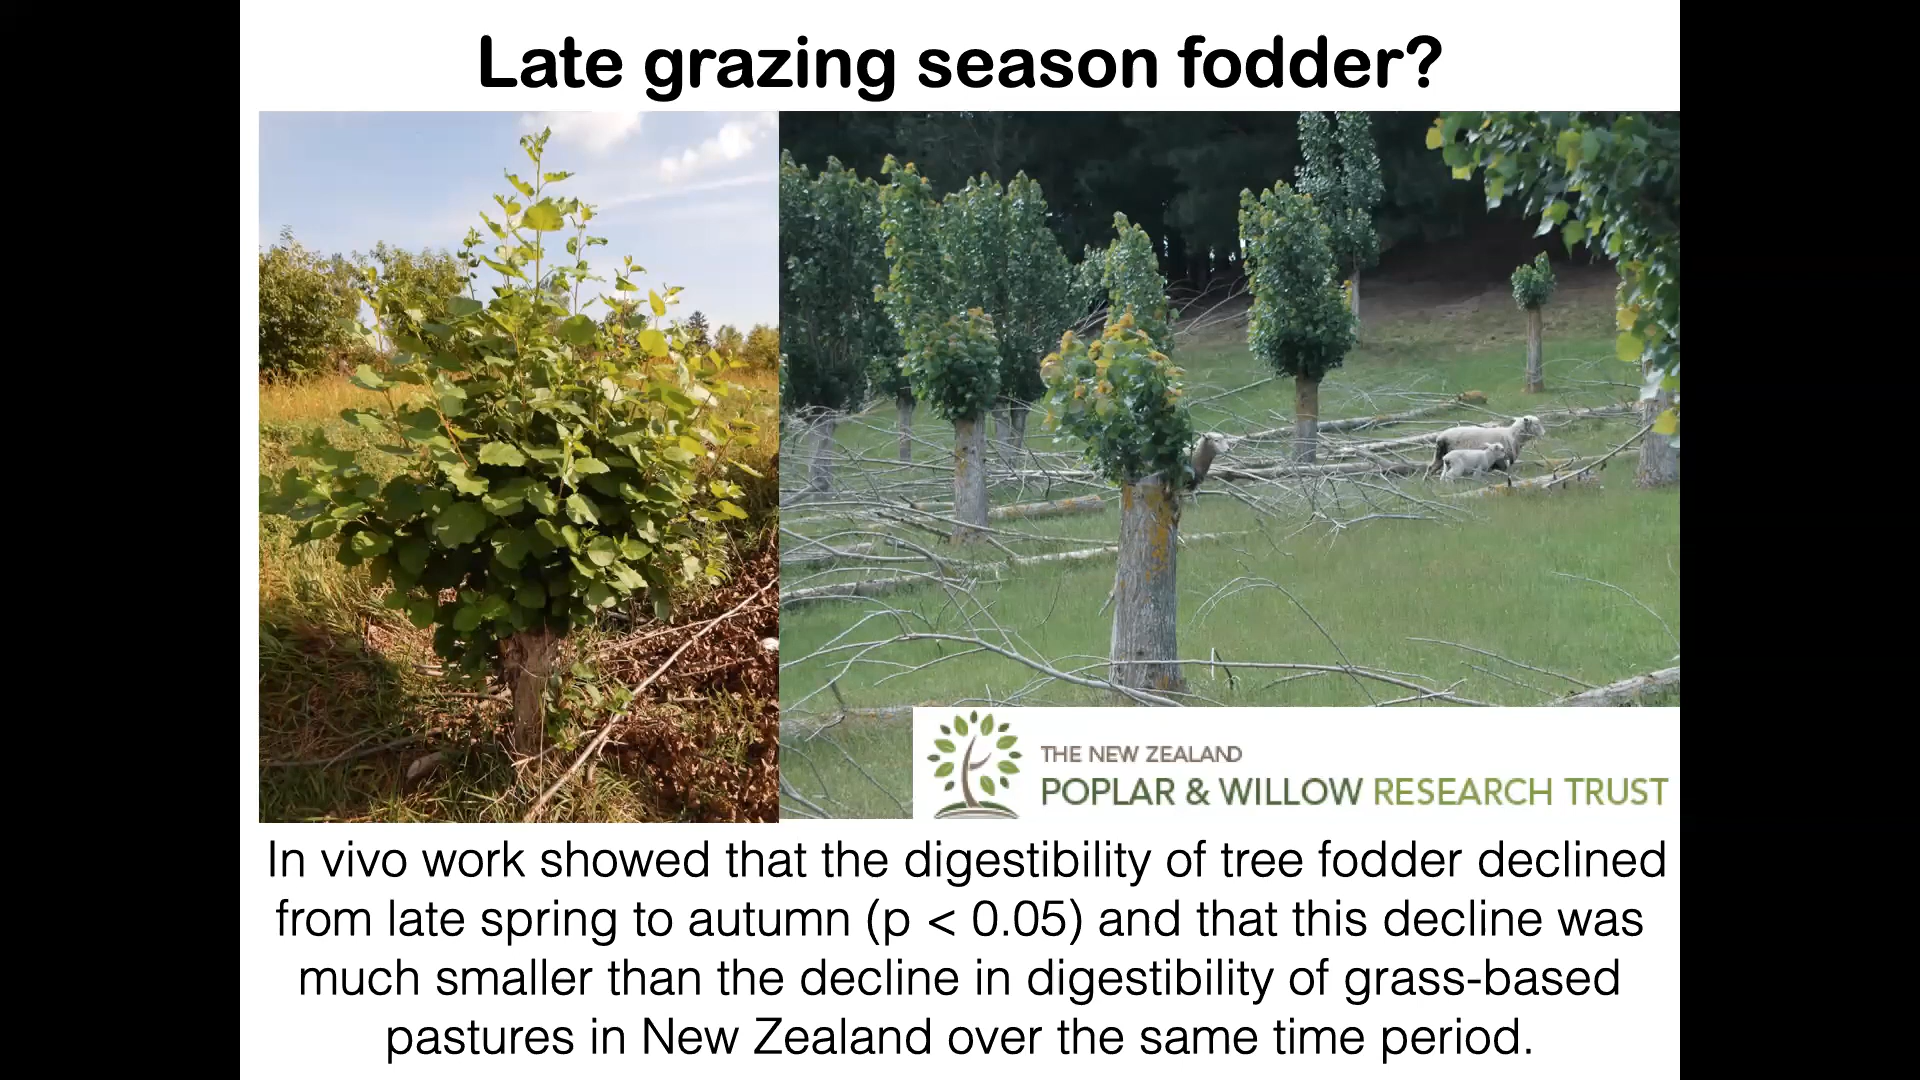 Late grazing season fodder?
THE NEW ZEALAND
POPLAR & WILLOW RESEARCH TRUST
In vivo work showed that the digestibility of tree fodder declined
from late spring to autumn (p < 0.05) and that this decline was
much smaller than the decline in digestibility of grass-based
pastures in New Zealand over the same time period.